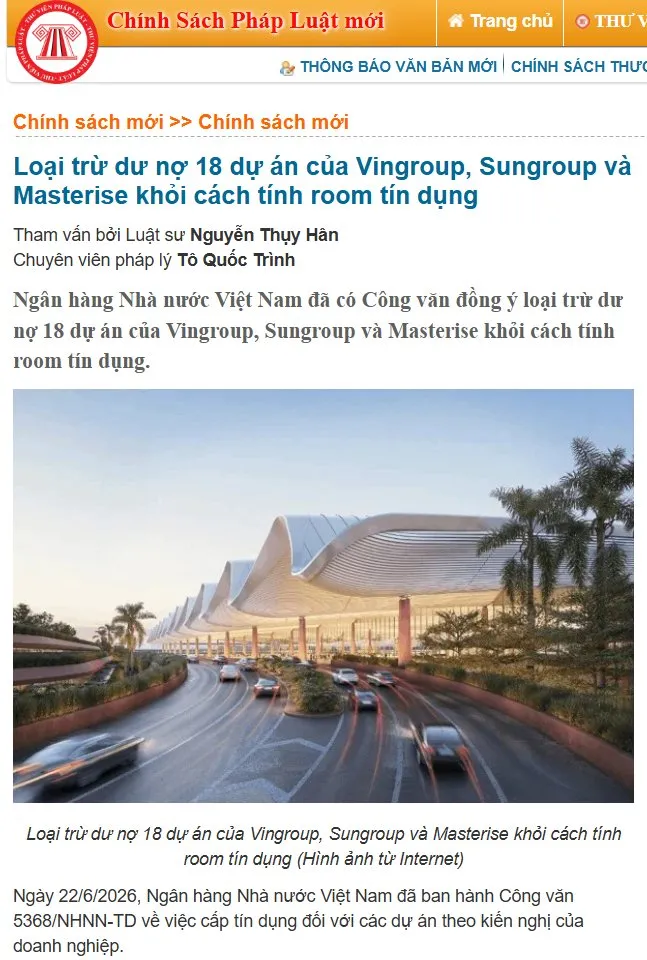 THƯ VIỆN PHÁP LUẬT
Chính Sách Pháp Luật mới
Trang chủ
THƯ V
THÔNG BÁO VĂN BẢN MỚI
CHÍNH SÁCH THƯƠ
Chính sách mới >> Chính sách mới
Loại trừ dư nợ 18 dự án của Vingroup, Sungroup và
Masterise khỏi cách tính room tín dụng
Tham vấn bởi Luật sư Nguyễn Thụy Hân
Chuyên viên pháp lý Tô Quốc Trình
Ngân hàng Nhà nước Việt Nam đã có Công văn đồng ý loại trừ dư
nợ 18 dự án của Vingroup, Sungroup và Masterise khỏi cách tính
room tín dụng.
Loại trừ dư nợ 18 dự án của Vingroup, Sungroup và Masterise khỏi cách tính
room tín dụng (Hình ảnh từ Internet)
Ngày 22/6/2026, Ngân hàng Nhà nước Việt Nam đã ban hành Công văn
5368/NHNN-TD về việc cấp tín dụng đối với các dự án theo kiến nghị của
doanh nghiệp.